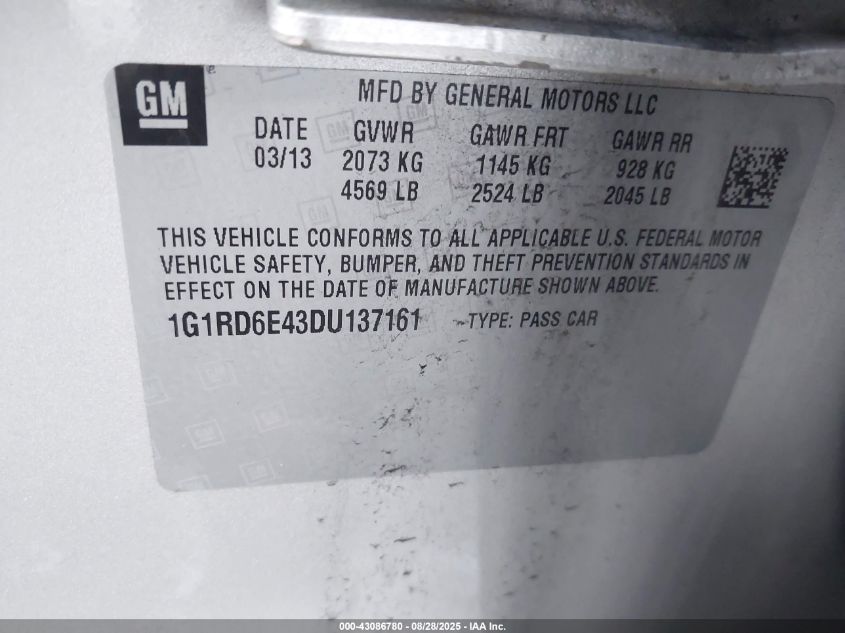 GM
MFD BY GENERAL MOTORS LLC
DATE GVWR GAWR FRT GAWR RR
03/13 2073 KG 1145 KG 928 KG
4569 LB 2524 LB 2045 LB
THIS VEHICLE CONFORMS TO ALL APPLICABLE U.S. FEDERAL MOTOR
VEHICLE SAFETY, BUMPER, AND THEFT PREVENTION STANDARDS IN
EFFECT ON THE DATE OF MANUFACTURE SHOWN ABOVE.
1G1RD6E43DU137161 TYPE: PASS CAR
000-43086780 - 08/28/2025 - IAA Inc.